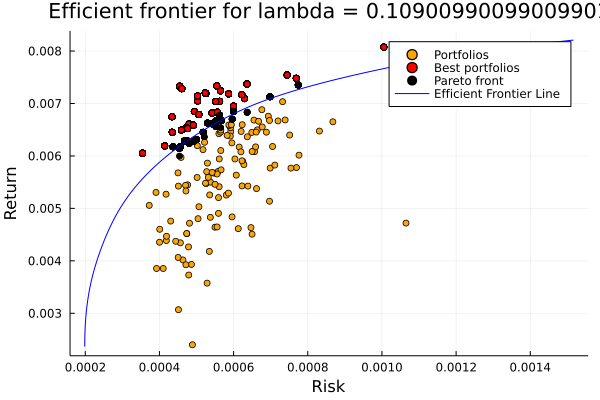 Efficient frontier for lambda = 0.1090099009900990
Return
0.008
0.007
0.006
0.005
0.004
0.003
Portfolios
Best portfolios
Pareto front
Efficient Frontier Line
0.0002 0.0004 0.0006 0.0008 0.0010 0.0012 0.0014
Risk